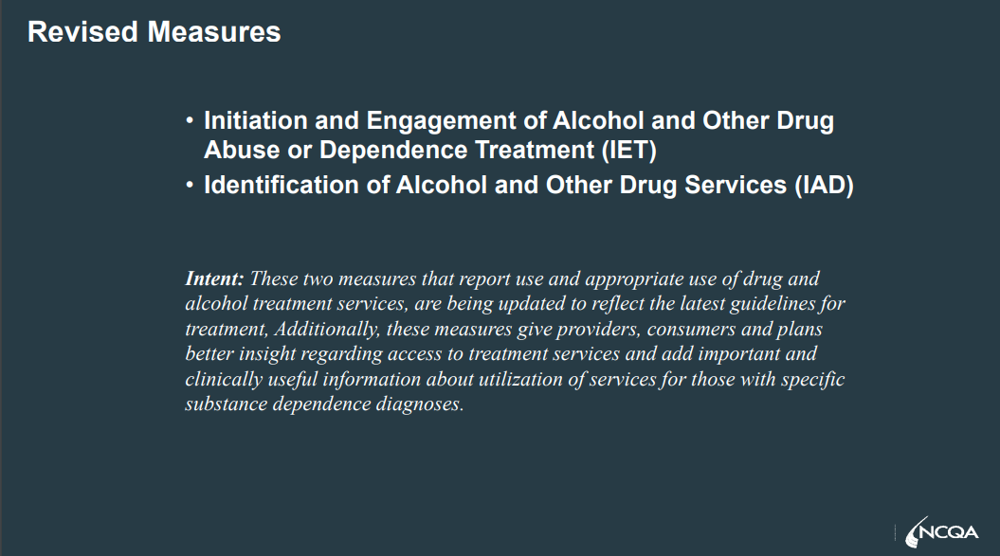 Revised Measures
• Initiation and Engagement of Alcohol and Other Drug
Abuse or Dependence Treatment (IET)
• Identification of Alcohol and Other Drug Services (IAD)
Intent: These two measures that report use and appropriate use of drug and
alcohol treatment services, are being updated to reflect the latest guidelines for
treatment, Additionally, these measures give providers, consumers and plans
better insight regarding access to treatment services and add important and
clinically useful information about utilization of services for those with specific
substance dependence diagnoses.
NCQA